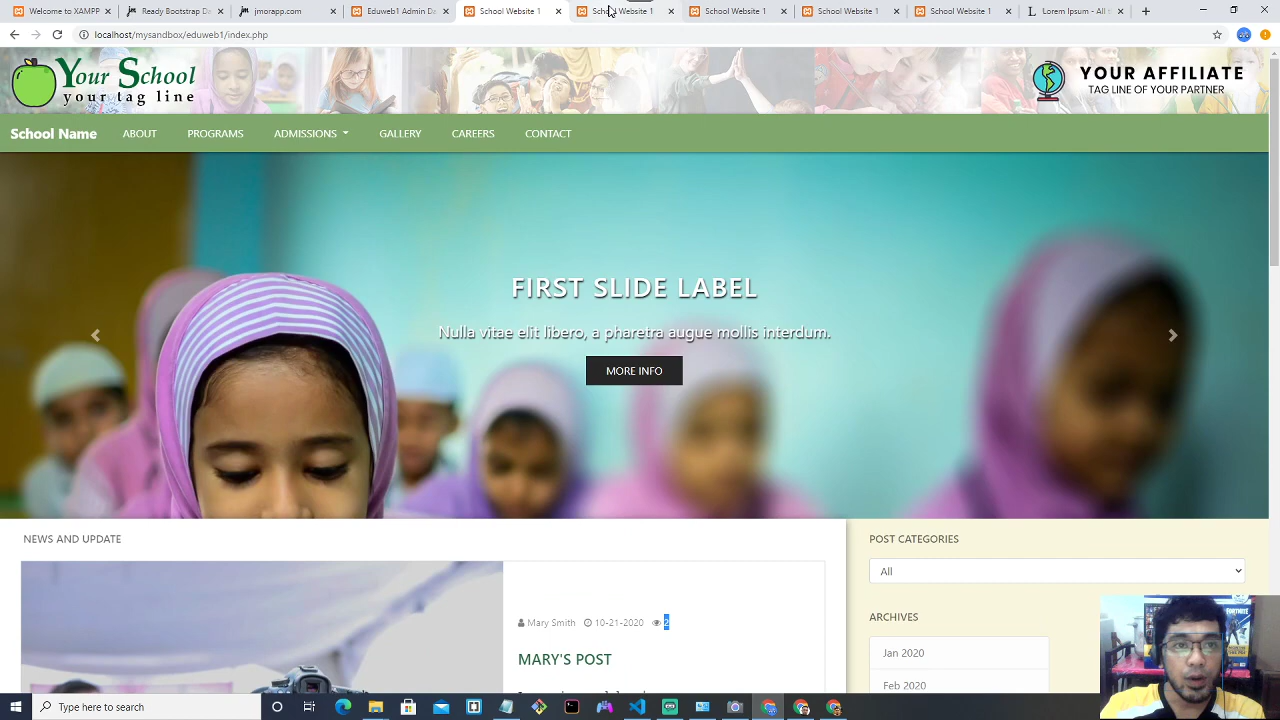 Welcome to XAMPP
Ready Bootstrap Da
jmorapp.com
Eduweb1 Admin Da
School Website 1
School Website 1
School Website 1
School Website 1
School Website 1
Lorem Ipsum - All t
localhost/mysandbox/eduweb1/index.php
Your School
your tag line
YOUR AFFILIATE
TAG LINE OF YOUR PARTNER
School Name ABOUT PROGRAMS ADMISSIONS GALLERY CAREERS CONTACT
FIRST SLIDE LABEL
Nulla vitae elit libero, a pharetra augue mollis interdum.
MORE INFO
NEWS AND UPDATE
Mary Smith 10-21-2020 2
MARY'S POST
POST CATEGORIES
All
ARCHIVES
Jan 2020
Feb 2020
FORTNITE
Type here to search